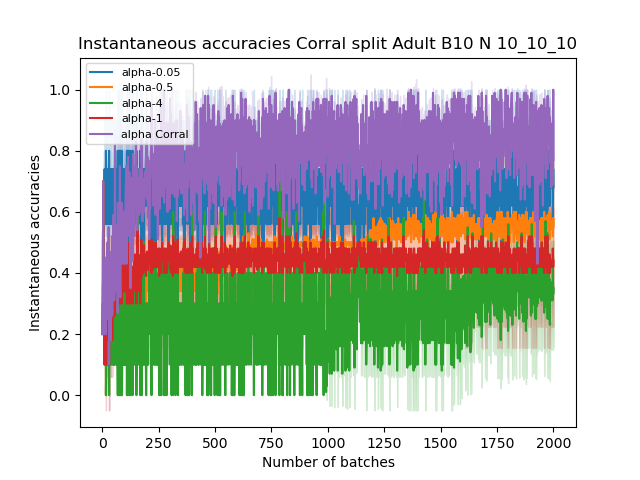 Instantaneous accuracies Corral split Adult B10 N 10_10_10
alpha-0.05
alpha-0.5
alpha-4
alpha-1
alpha Corral
Instantaneous accuracies
1.0
0.8
0.6
0.4
0.2
0.0
0 250 500 750 1000 1250 1500 1750 2000
Number of batches